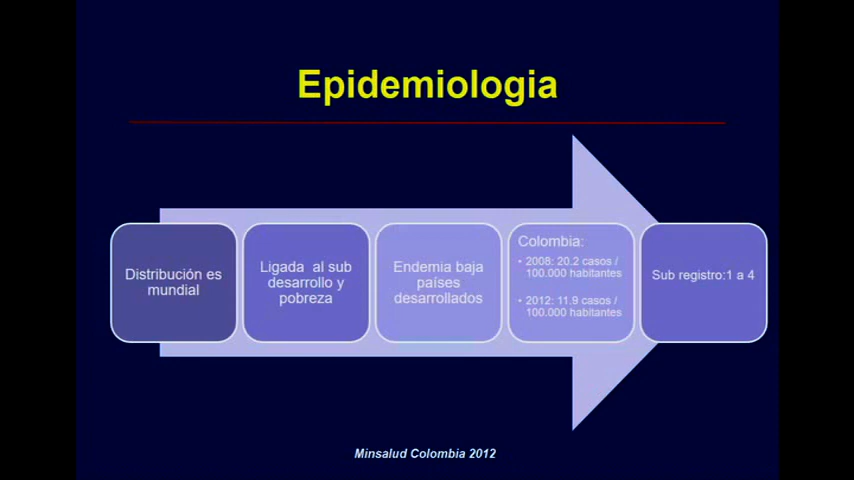 Epidemiologia
Distribución es
mundial
Ligada al sub
desarrollo y
pobreza
Endemia baja
países
desarrollados
Colombia:
• 2008: 20.2 casos /
100.000 habitantes
• 2012: 11.9 casos /
100.000 habitantes
Sub registro:1 a 4
Minsalud Colombia 2012